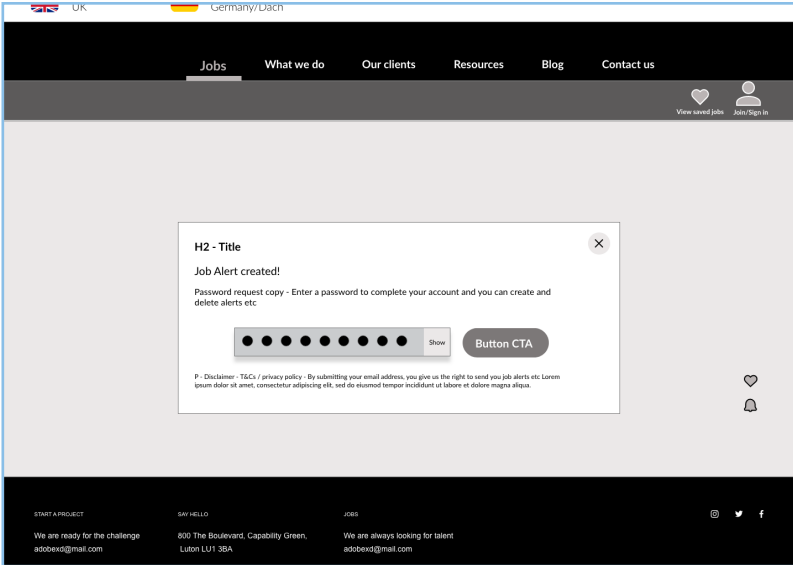 UK Germany/Dach
Jobs What we do Our clients Resources Blog Contact us
View saved jobs Join/Sign in
H2 - Title
Job Alert created!
Password request copy - Enter a password to complete your account and you can create and
delete alerts etc
Show Button CTA
P - Disclaimer - T&Cs / privacy policy - By submitting your email address, you give us the right to send you job alerts etc Lorem
ipsum dolor sit amet, consectetur adipiscing elit, sed do eiusmod tempor incididunt ut labore et dolore magna aliqua.
START A PROJECT SAY HELLO JOBS
We are ready for the challenge 800 The Boulevard, Capability Green, We are always looking for talent
adobexd@mail.com Luton LU1 3BA adobexd@mail.com